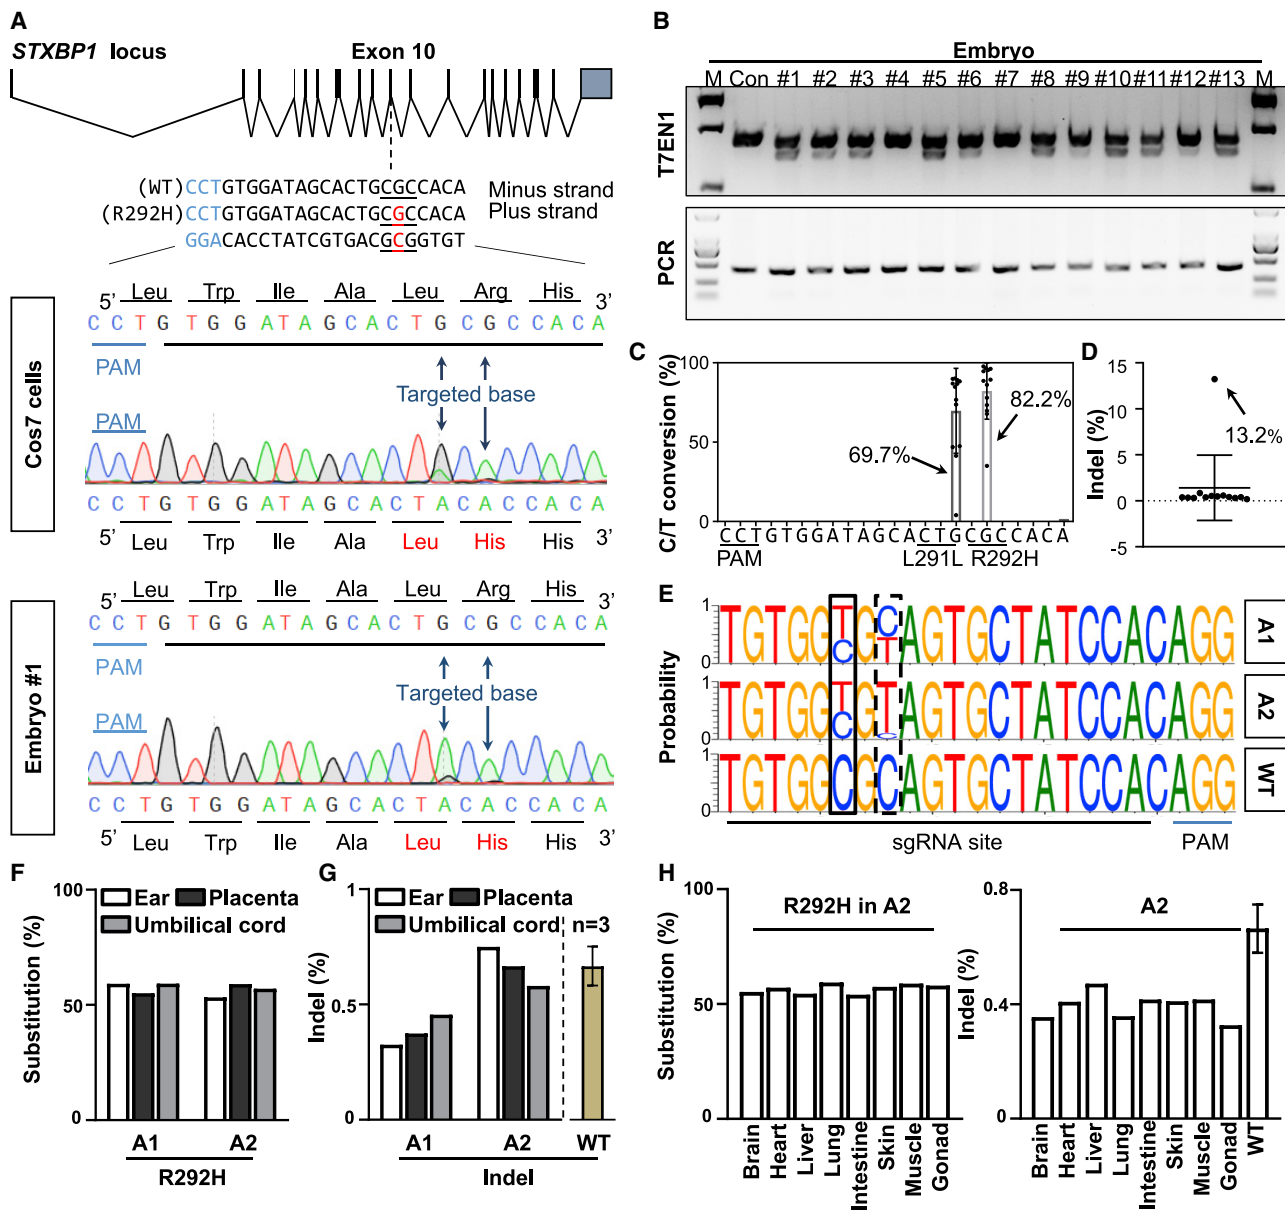 A
STXBP1 locus
Exon 10
(WT) CCTGTGGATAGCACTGCGCCACA
Minus strand
(R292H) CCTGTGGATAGCACTGCGCCACA
Plus strand
GGACACCTATCGTGACGCGGTGT
Cos7 cells
5’ Leu Trp Ile Ala Leu Arg His 3’
C C T G T G G A T A G C A C T G C G C C A C A
PAM
Targeted base
PAM
C C T G T G G A T A G C A C T A C A C C A C A
5’ Leu Trp Ile Ala Leu His His 3’
Embryo #1
5’ Leu Trp Ile Ala Leu Arg His 3’
C C T G T G G A T A G C A C T G C G C C A C A
PAM
Targeted base
PAM
C C T G T G G A T A G C A C T A C A C C A C A
5’ Leu Trp Ile Ala Leu His His 3’
B
Embryo
M Con #1 #2 #3 #4 #5 #6 #7 #8 #9 #10 #11 #12 #13 M
T7EN1
PCR
C
C/T conversion (%)
100
50
0
69.7%
82.2%
C C T G T G G A T A G C A C T G C G C C A C A
PAM
L291L R292H
D
Indel (%)
15
10
5
0
-5
13.2%
E
Probability
1
0
TGTGGTGCAGTGCTATCCACAGG
C T
A1
1
0
TGTGGTGTAGTGCTATCCACAGG
C C
A2
1
0
TGTGGCGCAGTGCTATCCACAGG
WT
sgRNA site
PAM
F
Substitution (%)
100
50
0
Ear Placenta
Umbilical cord
A1 A2
R292H
G
Indel (%)
1
0.5
0
Ear Placenta
Umbilical cord
n=3
A1 A2 WT
Indel
H
Substitution (%)
100
50
0
R292H in A2
Brain
Heart
Liver
Lung
Intestine
Skin
Muscle
Gonad
Indel (%)
0.8
0.4
0
A2
Brain
Heart
Liver
Lung
Intestine
Skin
Muscle
Gonad
WT